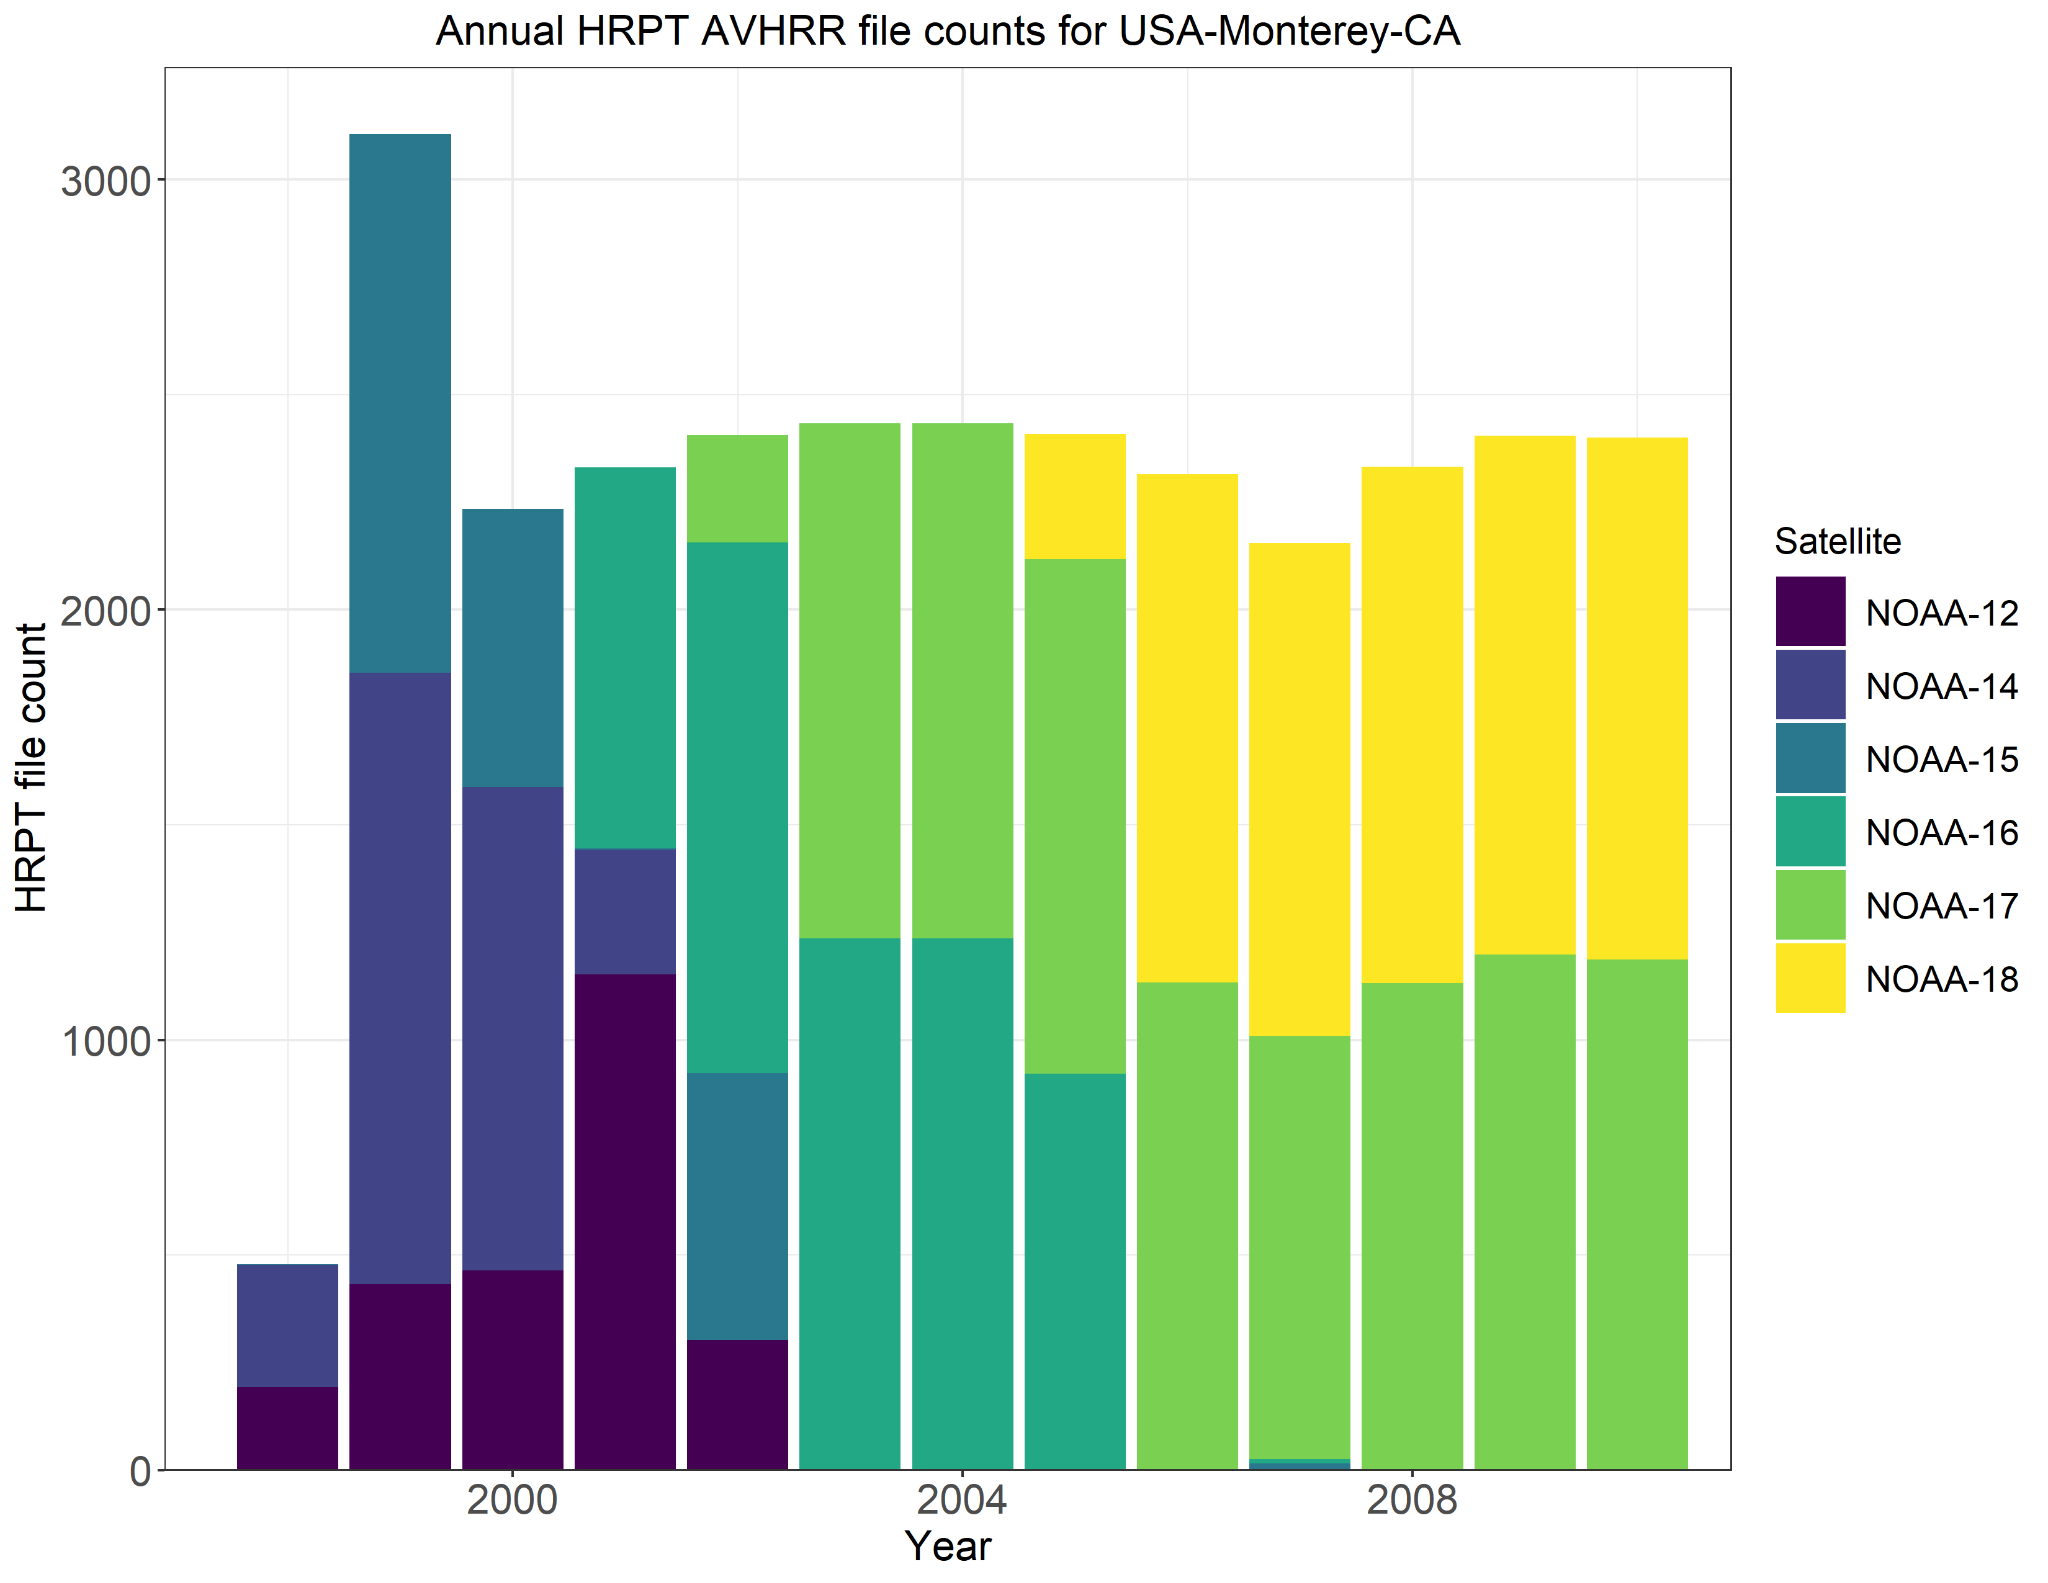 Annual HRPT AVHRR file counts for USA-Monterey-CA
3000
2000
1000
0
HRPT file count
2000
2004
2008
Year
Satellite
NOAA-12
NOAA-14
NOAA-15
NOAA-16
NOAA-17
NOAA-18